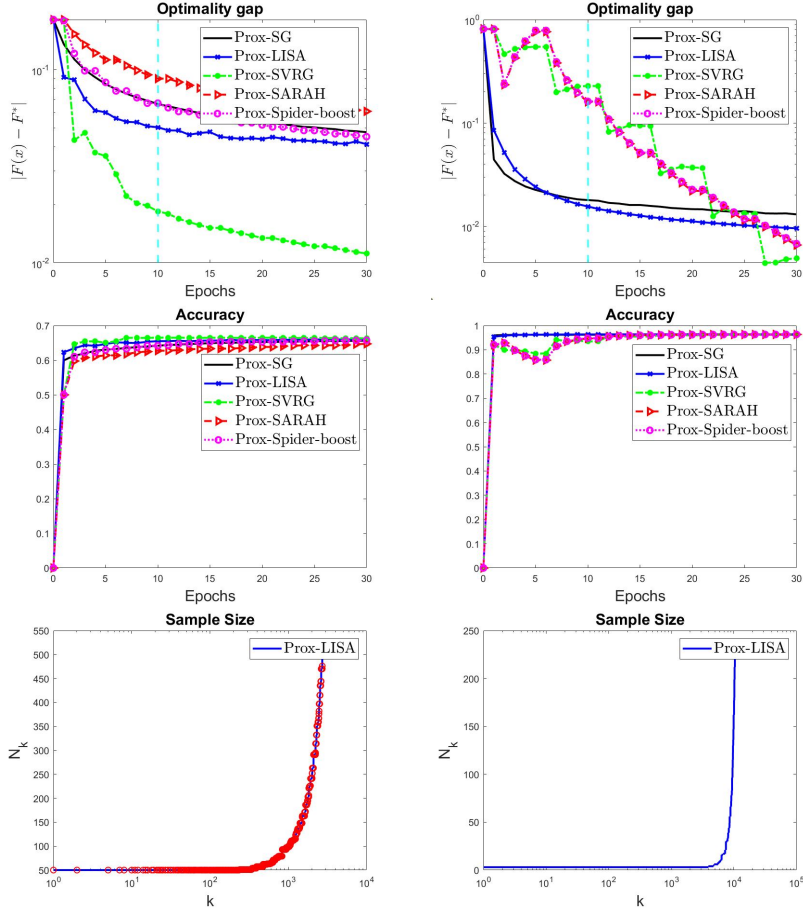 Optimality gap
Prox-SG
Prox-LISA
Prox-SVRG
Prox-SARAH
Prox-Spider-boost
|F(x) − F*|
10⁻¹
10⁻²
0 5 10 15 20 25 30
Epochs
Optimality gap
Prox-SG
Prox-LISA
Prox-SVRG
Prox-SARAH
Prox-Spider-boost
|F(x) − F*|
10⁰
10⁻¹
10⁻²
0 5 10 15 20 25 30
Epochs
Accuracy
0.7
0.6
0.5
0.4
0.3
0.2
0.1
0
Prox-SG
Prox-LISA
Prox-SVRG
Prox-SARAH
Prox-Spider-boost
0 5 10 15 20 25 30
Epochs
Accuracy
1
0.9
0.8
0.7
0.6
0.5
0.4
0.3
0.2
0.1
0
Prox-SG
Prox-LISA
Prox-SVRG
Prox-SARAH
Prox-Spider-boost
0 5 10 15 20 25 30
Epochs
Sample Size
Prox-LISA
N_k
550
500
450
400
350
300
250
200
150
100
50
10⁰ 10¹ 10² 10³ 10⁴
k
Sample Size
Prox-LISA
N_k
250
200
150
100
50
0
10⁰ 10¹ 10² 10³ 10⁴ 10⁵
k